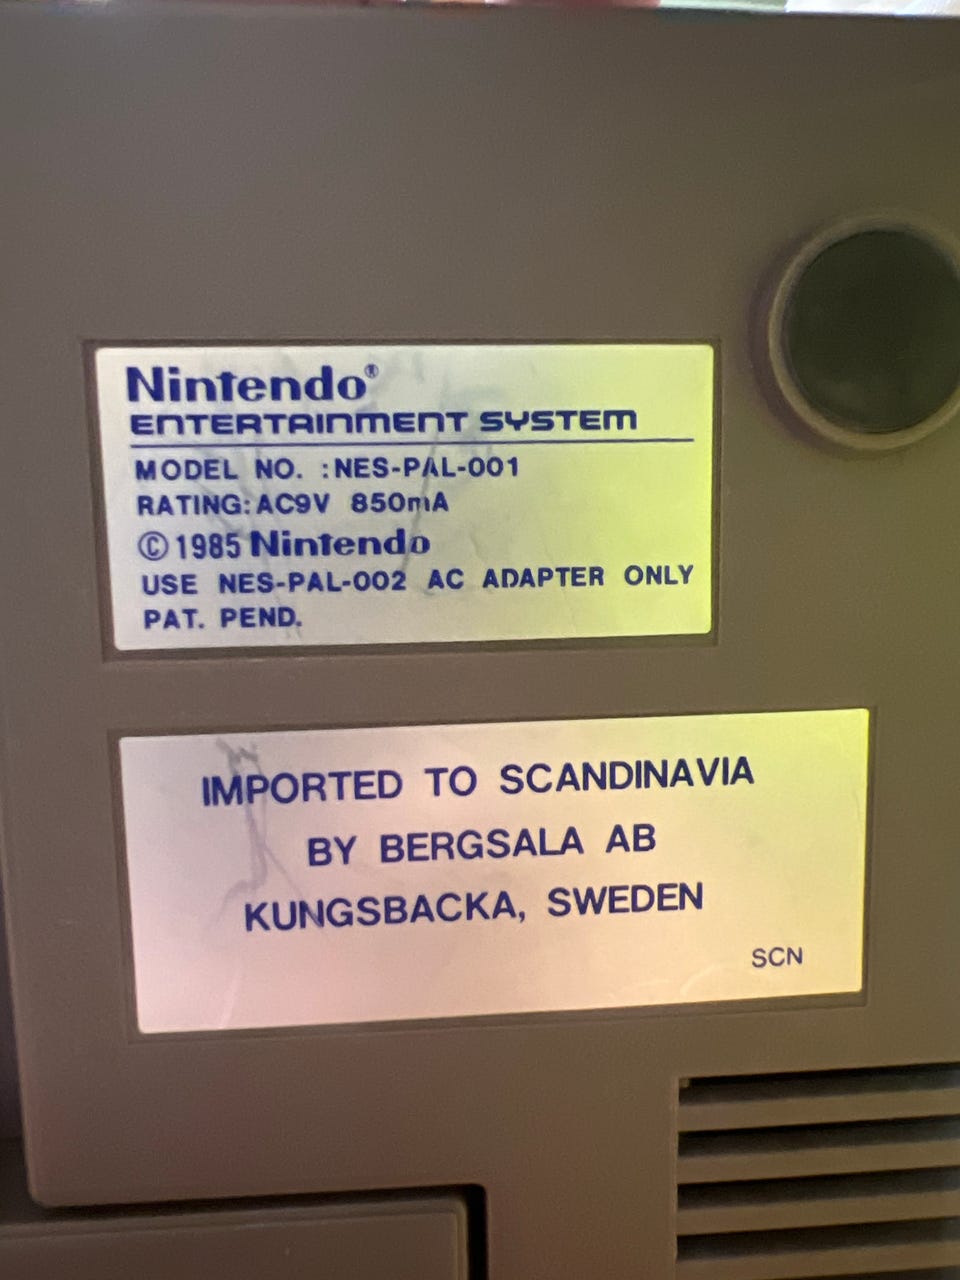 Nintendo®
ENTERTAINMENT SYSTEM
MODEL NO. :NES-PAL-001
RATING:AC9V 850mA
©1985 Nintendo
USE NES-PAL-002 AC ADAPTER ONLY
PAT. PEND.
IMPORTED TO SCANDINAVIA
BY BERGSALA AB
KUNGSBACKA, SWEDEN
SCN